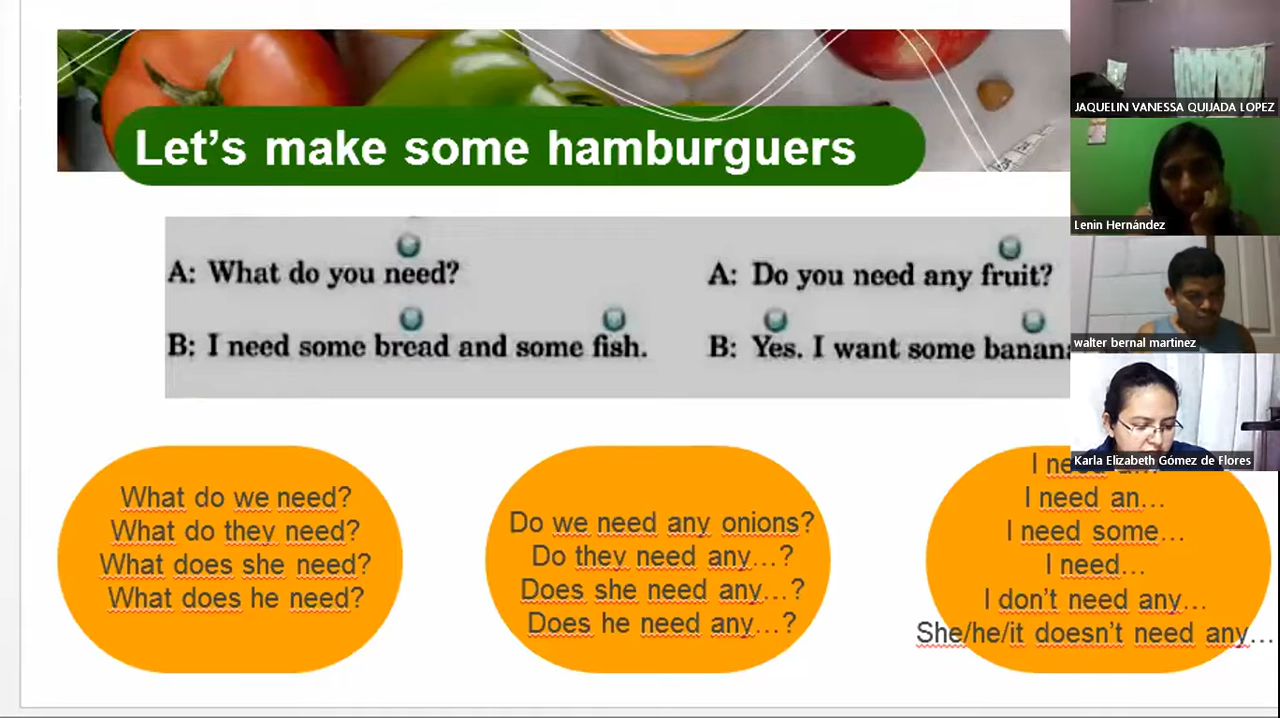 Let's make some hamburguers
A: What do you need?
B: I need some bread and some fish.
A: Do you need any fruit?
B: Yes. I want some
What do we need?
What do they need?
What does she need?
What does he need?
Do we need any onions?
Do they need any…?
Does she need any…?
Does he need any…?
I need an…
I need some…
I need…
I don't need any…
She/he/it doesn't need any…
JAQUELIN VANESSA QUIJADA LOPEZ
Lenin Hernández
walter bernal martinez
Karla Elizabeth Gómez de Flores